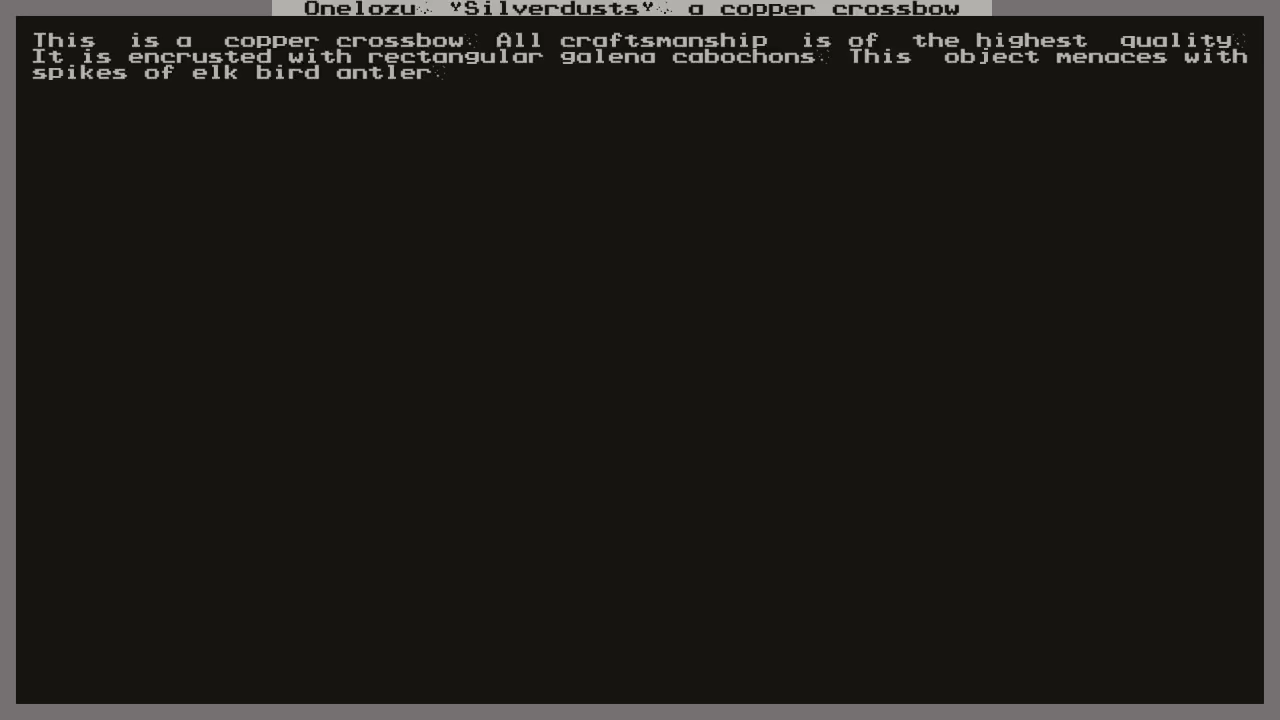 Onelozu, "Silverdusts", a copper crossbow
This is a copper crossbow. All craftsmanship is of the highest quality.
It is encrusted with rectangular galena cabochons. This object menaces with
spikes of elk bird antler.